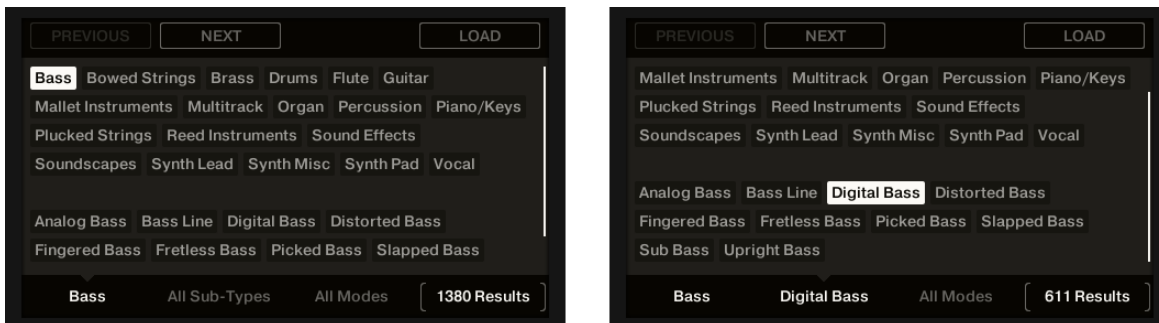 PREVIOUS NEXT LOAD
Bass Bowed Strings Brass Drums Flute Guitar
Mallet Instruments Multitrack Organ Percussion Piano/Keys
Plucked Strings Reed Instruments Sound Effects
Soundscapes Synth Lead Synth Misc Synth Pad Vocal
Analog Bass Bass Line Digital Bass Distorted Bass
Fingered Bass Fretless Bass Picked Bass Slapped Bass
Bass All Sub-Types All Modes 1380 Results
PREVIOUS NEXT LOAD
Mallet Instruments Multitrack Organ Percussion Piano/Keys
Plucked Strings Reed Instruments Sound Effects
Soundscapes Synth Lead Synth Misc Synth Pad Vocal
Analog Bass Bass Line Digital Bass Distorted Bass
Fingered Bass Fretless Bass Picked Bass Slapped Bass
Sub Bass Upright Bass
Bass Digital Bass All Modes 611 Results